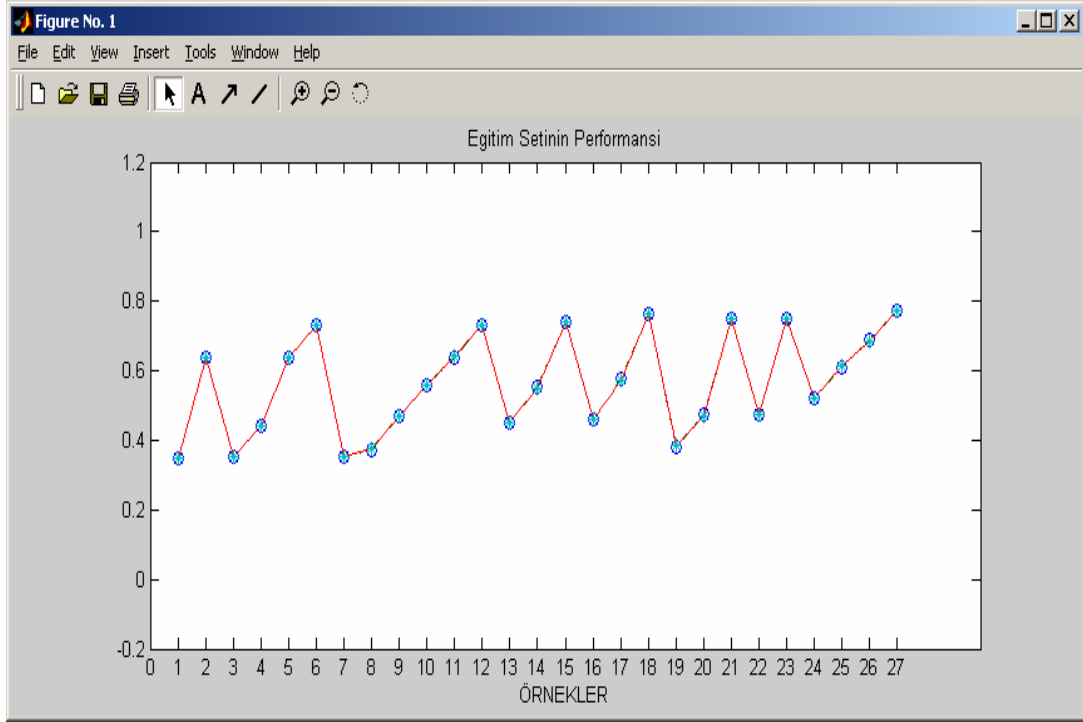 Figure No. 1
File Edit View Insert Tools Window Help
A
Egitim Setinin Performansi
1.2
1
0.8
0.6
0.4
0.2
0
-0.2
0 1 2 3 4 5 6 7 8 9 10 11 12 13 14 15 16 17 18 19 20 21 22 23 24 25 26 27
ÖRNEKLER